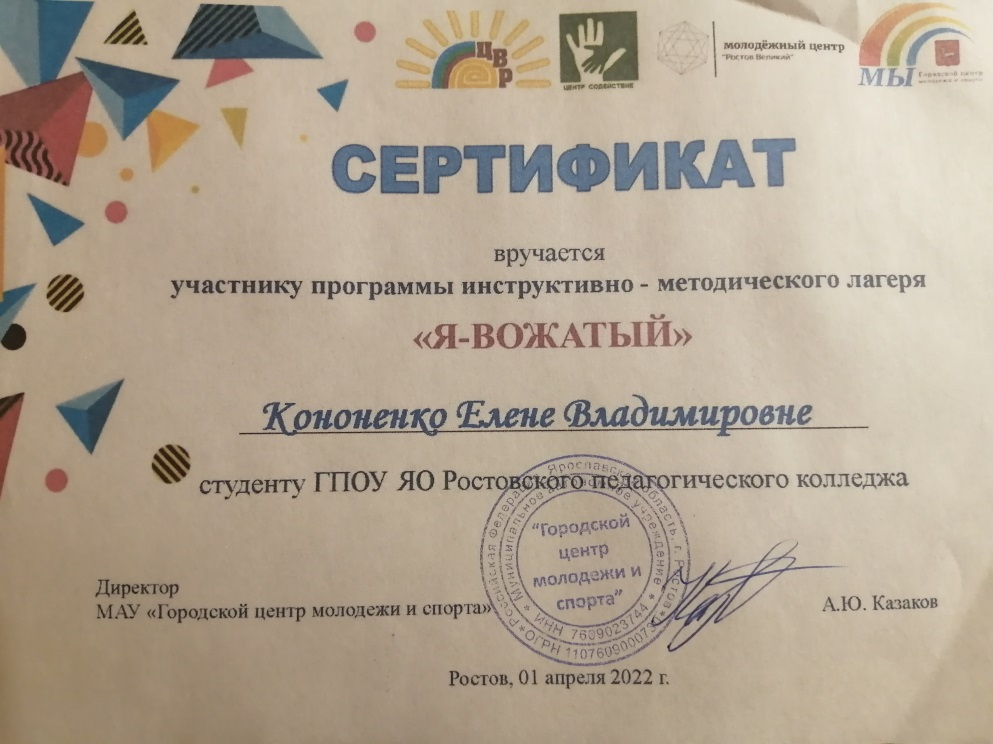 ЦВР
ЦЕНТР СОДЕЙСТВИЕ
молодёжный центр
"Ростов Великий"
МЫ
Городской центр
молодежи и спорта
СЕРТИФИКАТ
вручается
участнику программы инструктивно - методического лагеря
«Я-ВОЖАТЫЙ»
Кононенко Елене Владимировне
студенту ГПОУ ЯО Ростовского педагогического колледжа
Российская Федерация Ярославская область, г. Ростов
Муниципальное автономное учреждение
"Городской
центр
молодежи и
спорта"
ИНН 7609023744
ОГРН 110760900073
Директор
МАУ «Городской центр молодежи и спорта»
А.Ю. Казаков
Ростов, 01 апреля 2022 г.